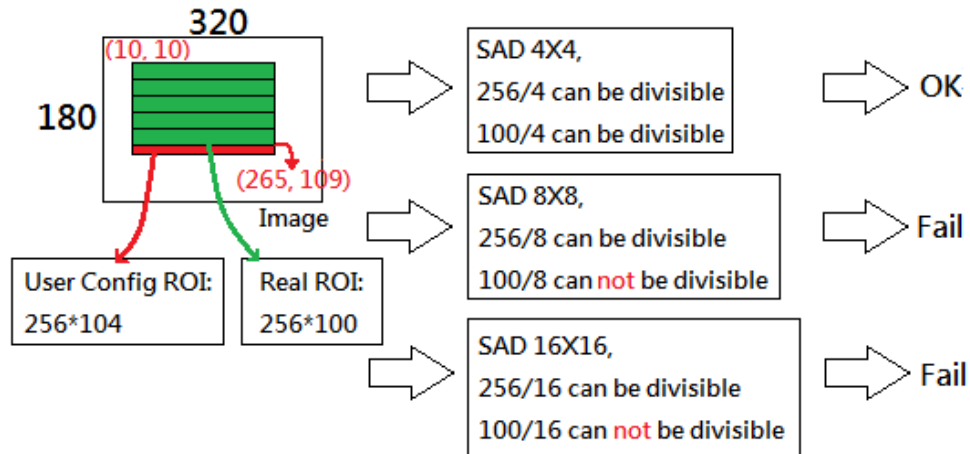 320
(10, 10)
180
(265, 109)
Image
User Config ROI:
256*104
Real ROI:
256*100
SAD 4X4,
256/4 can be divisible
100/4 can be divisible
OK
SAD 8X8,
256/8 can be divisible
100/8 can not be divisible
Fail
SAD 16X16,
256/16 can be divisible
100/16 can not be divisible
Fail